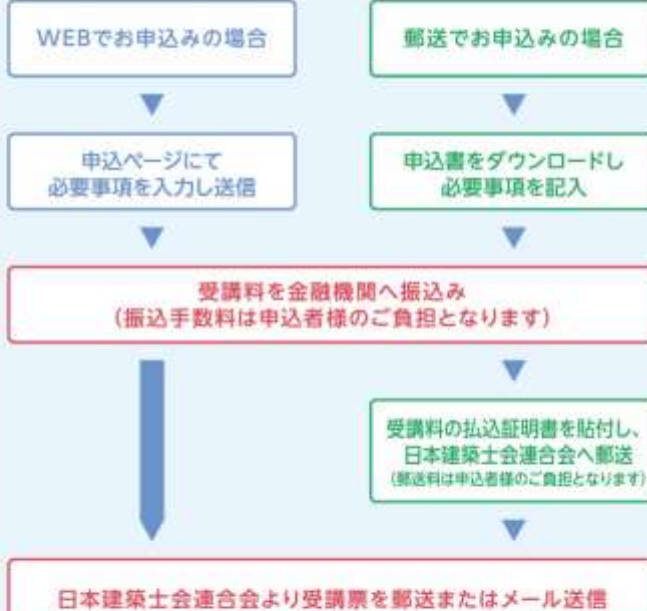 WEBでお申込みの場合
郵送でお申込みの場合
申込ページにて
必要事項を入力し送信
申込書をダウンロードし
必要事項を記入
受講料を金融機関へ振込み
(振込手数料は申込者様のご負担となります)
受講料の払込証明書を貼付し、
日本建築士会連合会へ郵送
(郵送料は申込者様のご負担となります)
日本建築士会連合会より受講票を郵送またはメール送信